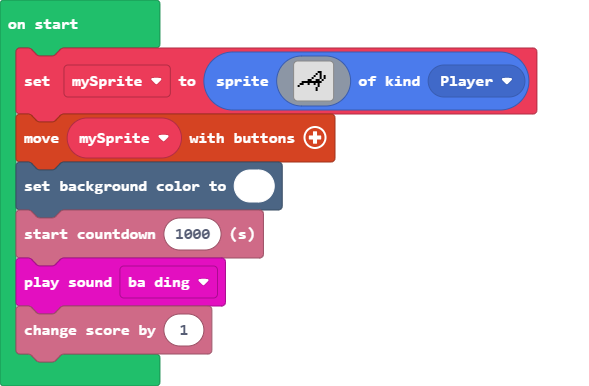 on start
set mySprite to sprite of kind Player
move mySprite with buttons
set background color to
start countdown 1000 (s)
play sound ba ding
change score by 1